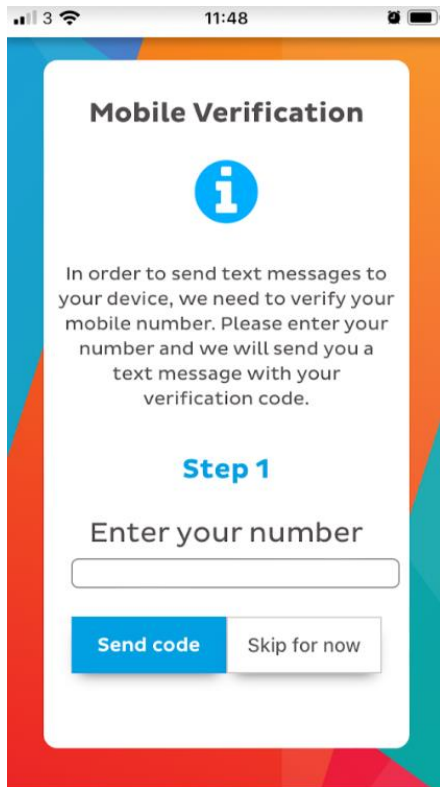 3 11:48
Mobile Verification
i
In order to send text messages to
your device, we need to verify your
mobile number. Please enter your
number and we will send you a
text message with your
verification code.
Step 1
Enter your number
Send code Skip for now